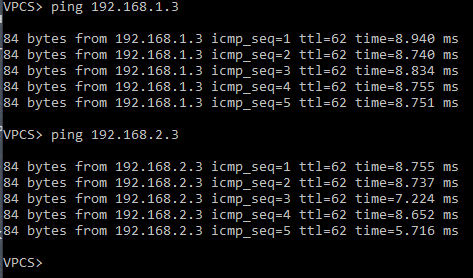 VPCS> ping 192.168.1.3
84 bytes from 192.168.1.3 icmp_seq=1 ttl=62 time=8.940 ms
84 bytes from 192.168.1.3 icmp_seq=2 ttl=62 time=8.740 ms
84 bytes from 192.168.1.3 icmp_seq=3 ttl=62 time=8.834 ms
84 bytes from 192.168.1.3 icmp_seq=4 ttl=62 time=8.755 ms
84 bytes from 192.168.1.3 icmp_seq=5 ttl=62 time=8.751 ms
VPCS> ping 192.168.2.3
84 bytes from 192.168.2.3 icmp_seq=1 ttl=62 time=8.755 ms
84 bytes from 192.168.2.3 icmp_seq=2 ttl=62 time=8.737 ms
84 bytes from 192.168.2.3 icmp_seq=3 ttl=62 time=7.224 ms
84 bytes from 192.168.2.3 icmp_seq=4 ttl=62 time=8.652 ms
84 bytes from 192.168.2.3 icmp_seq=5 ttl=62 time=5.716 ms
VPCS>